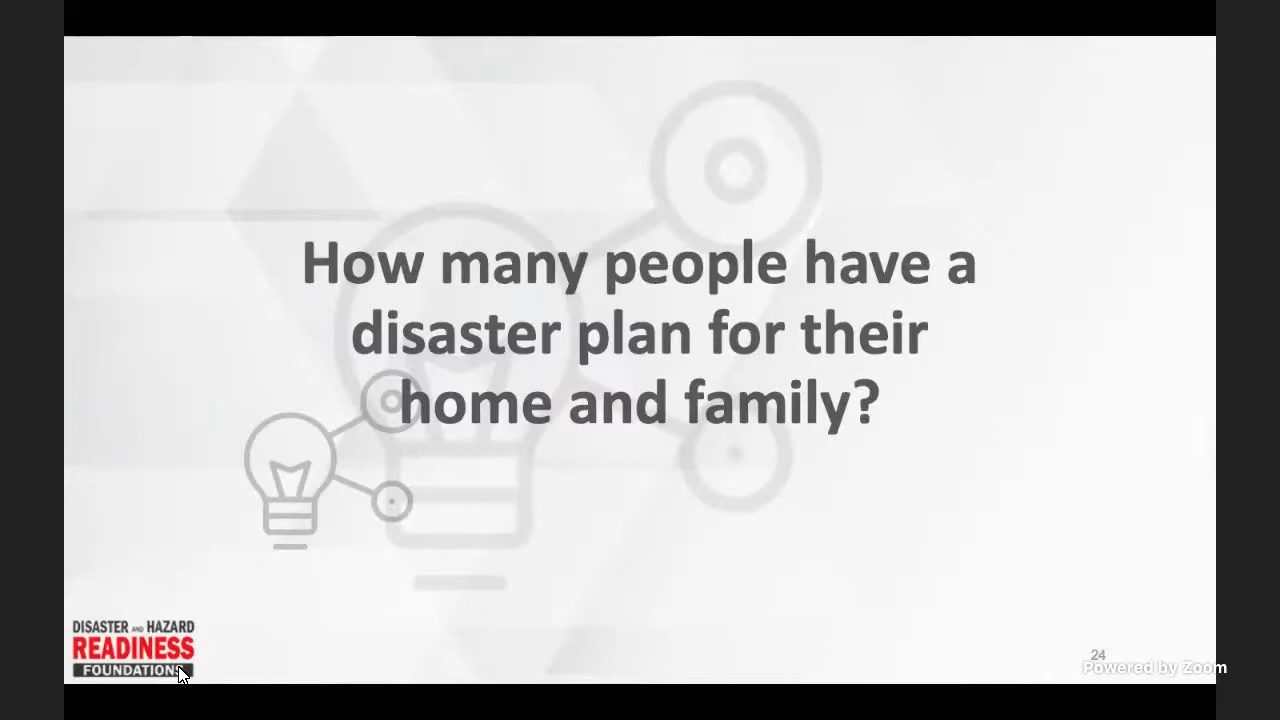 How many people have a
disaster plan for their
home and family?
DISASTER AND HAZARD
READINESS
FOUNDATIONS
24
Powered by Zoom